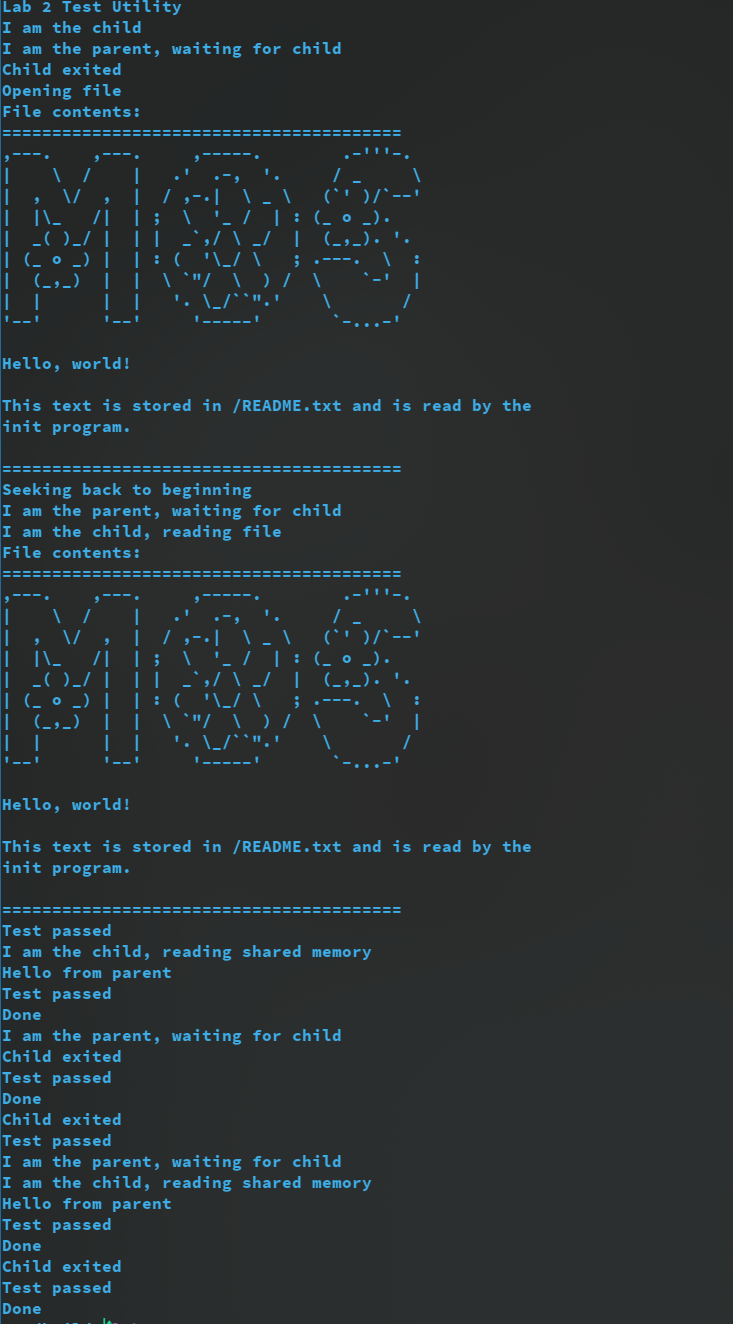 Lab 2 Test Utility
I am the child
I am the parent, waiting for child
Child exited
Opening file
File contents:
========================================
,---.    ,---.     ,-----.        .-'''-.
|    \  /    |   .'  .-,  '.     / _     \
|  ,  \/  ,  |  / ,-.|  \ _ \   (`' )/`--'
|  |\_   /|  | ;  \  '_ /  | : (_ o _).
|  _( )_/ |  | |  _`,/ \ _/  |  (_,_). '.
| (_ o _) |  | : (  '\_/ \   ; .---.  \  :
|  (_,_)  |  |  \ `"/  \  ) /  \    `-'  |
|  |      |  |   '. \_/``".'    \       /
'--'      '--'     '-----'       `-...-'

Hello, world!

This text is stored in /README.txt and is read by the
init program.

========================================
Seeking back to beginning
I am the parent, waiting for child
I am the child, reading file
File contents:
========================================
,---.    ,---.     ,-----.        .-'''-.
|    \  /    |   .'  .-,  '.     / _     \
|  ,  \/  ,  |  / ,-.|  \ _ \   (`' )/`--'
|  |\_   /|  | ;  \  '_ /  | : (_ o _).
|  _( )_/ |  | |  _`,/ \ _/  |  (_,_). '.
| (_ o _) |  | : (  '\_/ \   ; .---.  \  :
|  (_,_)  |  |  \ `"/  \  ) /  \    `-'  |
|  |      |  |   '. \_/``".'    \       /
'--'      '--'     '-----'       `-...-'

Hello, world!

This text is stored in /README.txt and is read by the
init program.

========================================
Test passed
I am the child, reading shared memory
Hello from parent
Test passed
Done
I am the parent, waiting for child
Child exited
Test passed
Done
Child exited
Test passed
I am the parent, waiting for child
I am the child, reading shared memory
Hello from parent
Test passed
Done
Child exited
Test passed
Done